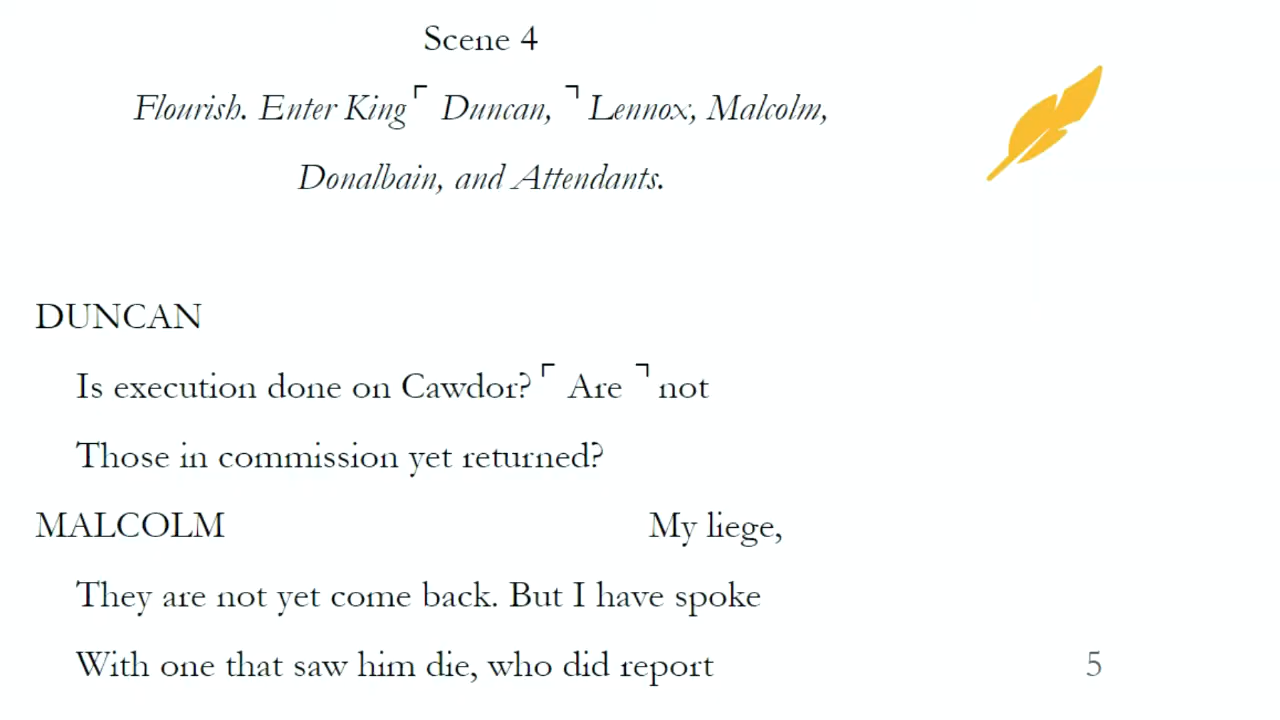 Scene 4
Flourish. Enter King ⌜ Duncan, ⌝ Lennox, Malcolm,
Donalbain, and Attendants.
DUNCAN
Is execution done on Cawdor? ⌜ Are ⌝ not
Those in commission yet returned?
MALCOLM My liege,
They are not yet come back. But I have spoke
With one that saw him die, who did report 5